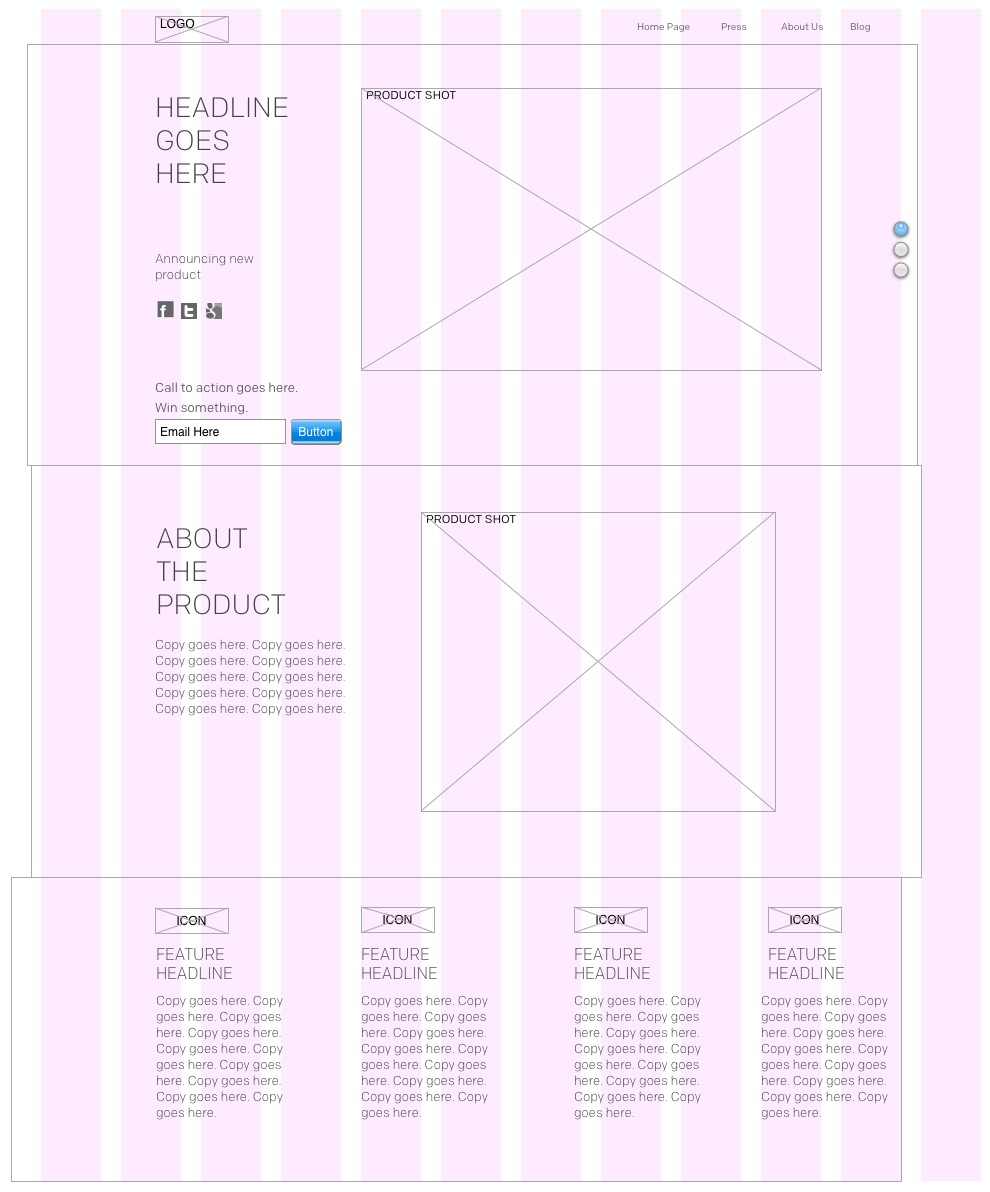 LOGO
Home Page Press About Us Blog
HEADLINE
GOES
HERE
PRODUCT SHOT
Announcing new
product
f t g
Call to action goes here.
Win something.
Email Here Button
ABOUT
THE
PRODUCT
PRODUCT SHOT
Copy goes here. Copy goes here.
Copy goes here. Copy goes here.
Copy goes here. Copy goes here.
Copy goes here. Copy goes here.
Copy goes here. Copy goes here.
ICON
FEATURE
HEADLINE
Copy goes here. Copy
goes here. Copy goes
here. Copy goes here.
Copy goes here. Copy
goes here. Copy goes
here. Copy goes here.
Copy goes here. Copy
goes here.
ICON
FEATURE
HEADLINE
Copy goes here. Copy
goes here. Copy goes
here. Copy goes here.
Copy goes here. Copy
goes here. Copy goes
here. Copy goes here.
Copy goes here. Copy
goes here.
ICON
FEATURE
HEADLINE
Copy goes here. Copy
goes here. Copy goes
here. Copy goes here.
Copy goes here. Copy
goes here. Copy goes
here. Copy goes here.
Copy goes here. Copy
goes here.
ICON
FEATURE
HEADLINE
Copy goes here. Copy
goes here. Copy goes
here. Copy goes here.
Copy goes here. Copy
goes here. Copy goes
here. Copy goes here.
Copy goes here. Copy
goes here.